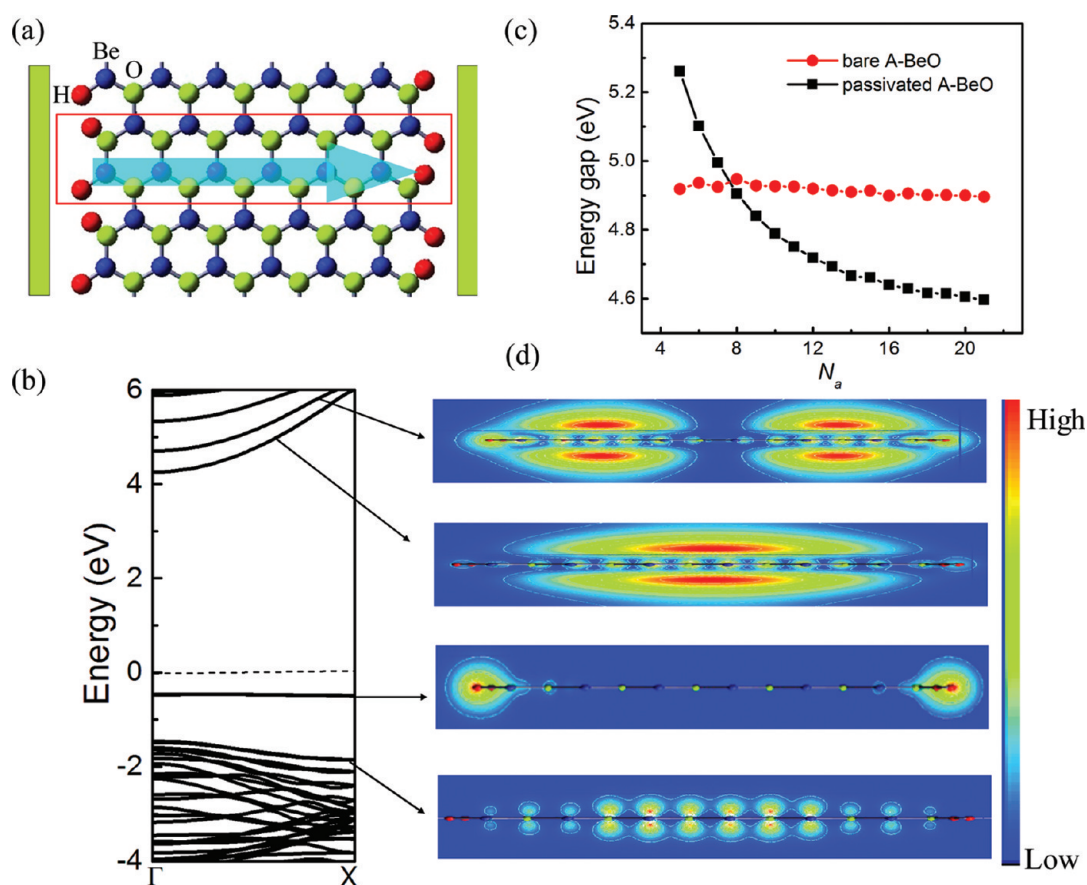 (a)
Be
O
H
(c)
5.4
5.2
5.0
4.8
4.6
Energy gap (eV)
bare A-BeO
passivated A-BeO
4 8 12 16 20
Nₐ
(b)
6
4
2
0
-2
-4
Energy (eV)
Γ X
(d)
High
Low